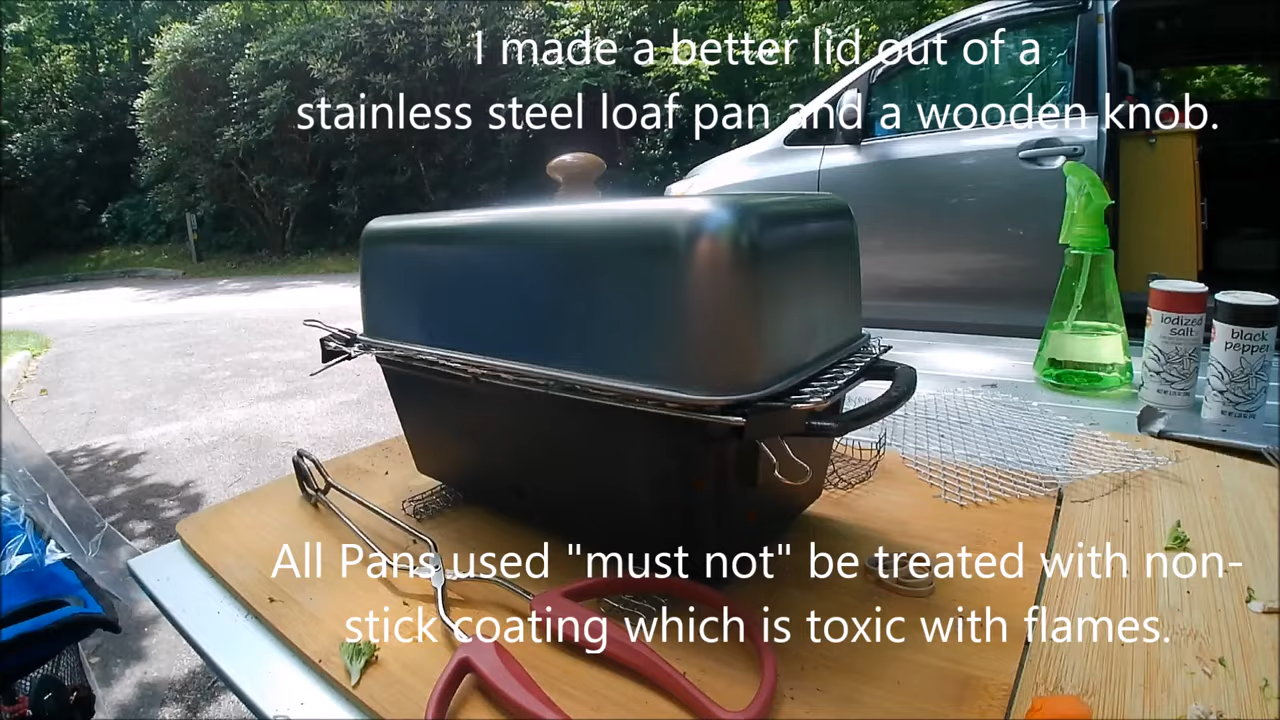 I made a better lid out of a
stainless steel loaf pan and a wooden knob.
iodized
salt
black
pepper
All Pans used "must not" be treated with non-
stick coating which is toxic with flames.